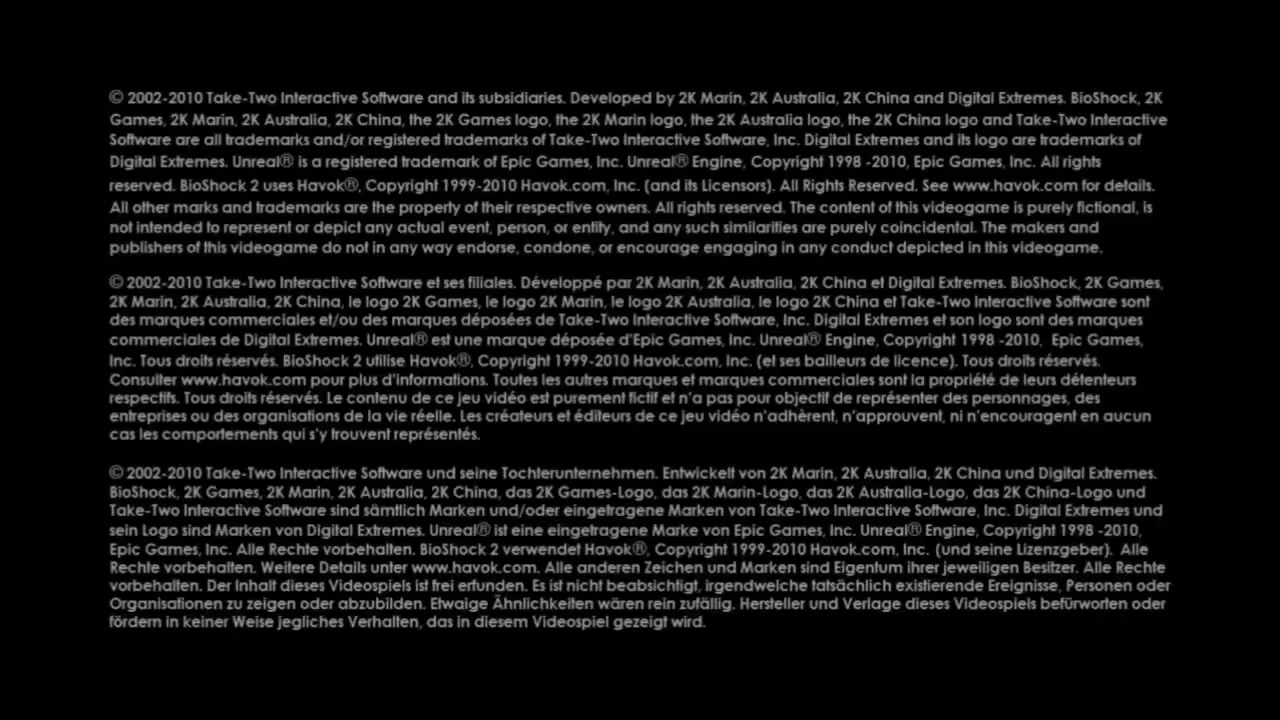 © 2002-2010 Take-Two Interactive Software and its subsidiaries. Developed by 2K Marin, 2K Australia, 2K China and Digital Extremes. BioShock, 2K
Games, 2K Marin, 2K Australia, 2K China, the 2K Games logo, the 2K Marin logo, the 2K Australia logo, the 2K China logo and Take-Two Interactive
Software are all trademarks and/or registered trademarks of Take-Two Interactive Software, Inc. Digital Extremes and its logo are trademarks of
Digital Extremes. Unreal® is a registered trademark of Epic Games, Inc. Unreal® Engine, Copyright 1998 -2010, Epic Games, Inc. All rights
reserved. BioShock 2 uses Havok®, Copyright 1999-2010 Havok.com, Inc. (and its Licensors). All Rights Reserved. See www.havok.com for details.
All other marks and trademarks are the property of their respective owners. All rights reserved. The content of this videogame is purely fictional, is
not intended to represent or depict any actual event, person, or entity, and any such similarities are purely coincidental. The makers and
publishers of this videogame do not in any way endorse, condone, or encourage engaging in any conduct depicted in this videogame.
© 2002-2010 Take-Two Interactive Software et ses filiales. Développé par 2K Marin, 2K Australia, 2K China et Digital Extremes. BioShock, 2K Games,
2K Marin, 2K Australia, 2K China, le logo 2K Games, le logo 2K Marin, le logo 2K Australia, le logo 2K China et Take-Two Interactive Software sont
des marques commerciales et/ou des marques déposées de Take-Two Interactive Software, Inc. Digital Extremes et son logo sont des marques
commerciales de Digital Extremes. Unreal® est une marque déposée d'Epic Games, Inc. Unreal® Engine, Copyright 1998 -2010, Epic Games,
Inc. Tous droits réservés. BioShock 2 utilise Havok®, Copyright 1999-2010 Havok.com, Inc. (et ses bailleurs de licence). Tous droits réservés.
Consulter www.havok.com pour plus d'informations. Toutes les autres marques et marques commerciales sont la propriété de leurs détenteurs
respectifs. Tous droits réservés. Le contenu de ce jeu vidéo est purement fictif et n'a pas pour objectif de représenter des personnages, des
entreprises ou des organisations de la vie réelle. Les créateurs et éditeurs de ce jeu vidéo n'adhèrent, n'approuvent, ni n'encouragent en aucun
cas les comportements qui s'y trouvent représentés.
© 2002-2010 Take-Two Interactive Software und seine Tochterunternehmen. Entwickelt von 2K Marin, 2K Australia, 2K China und Digital Extremes.
BioShock, 2K Games, 2K Marin, 2K Australia, 2K China, das 2K Games-Logo, das 2K Marin-Logo, das 2K Australia-Logo, das 2K China-Logo und
Take-Two Interactive Software sind sämtlich Marken und/oder eingetragene Marken von Take-Two Interactive Software, Inc. Digital Extremes und
sein Logo sind Marken von Digital Extremes. Unreal® ist eine eingetragene Marke von Epic Games, Inc. Unreal® Engine, Copyright 1998 -2010,
Epic Games, Inc. Alle Rechte vorbehalten. BioShock 2 verwendet Havok®, Copyright 1999-2010 Havok.com, Inc. (und seine Lizenzgeber). Alle
Rechte vorbehalten. Weitere Details unter www.havok.com. Alle anderen Zeichen und Marken sind Eigentum ihrer jeweiligen Besitzer. Alle Rechte
vorbehalten. Der Inhalt dieses Videospiels ist frei erfunden. Es ist nicht beabsichtigt, irgendwelche tatsächlich existierende Ereignisse, Personen oder
Organisationen zu zeigen oder abzubilden. Etwaige Ähnlichkeiten wären rein zufällig. Hersteller und Verlage dieses Videospiels befürworten oder
fördern in keiner Weise jegliches Verhalten, das in diesem Videospiel gezeigt wird.